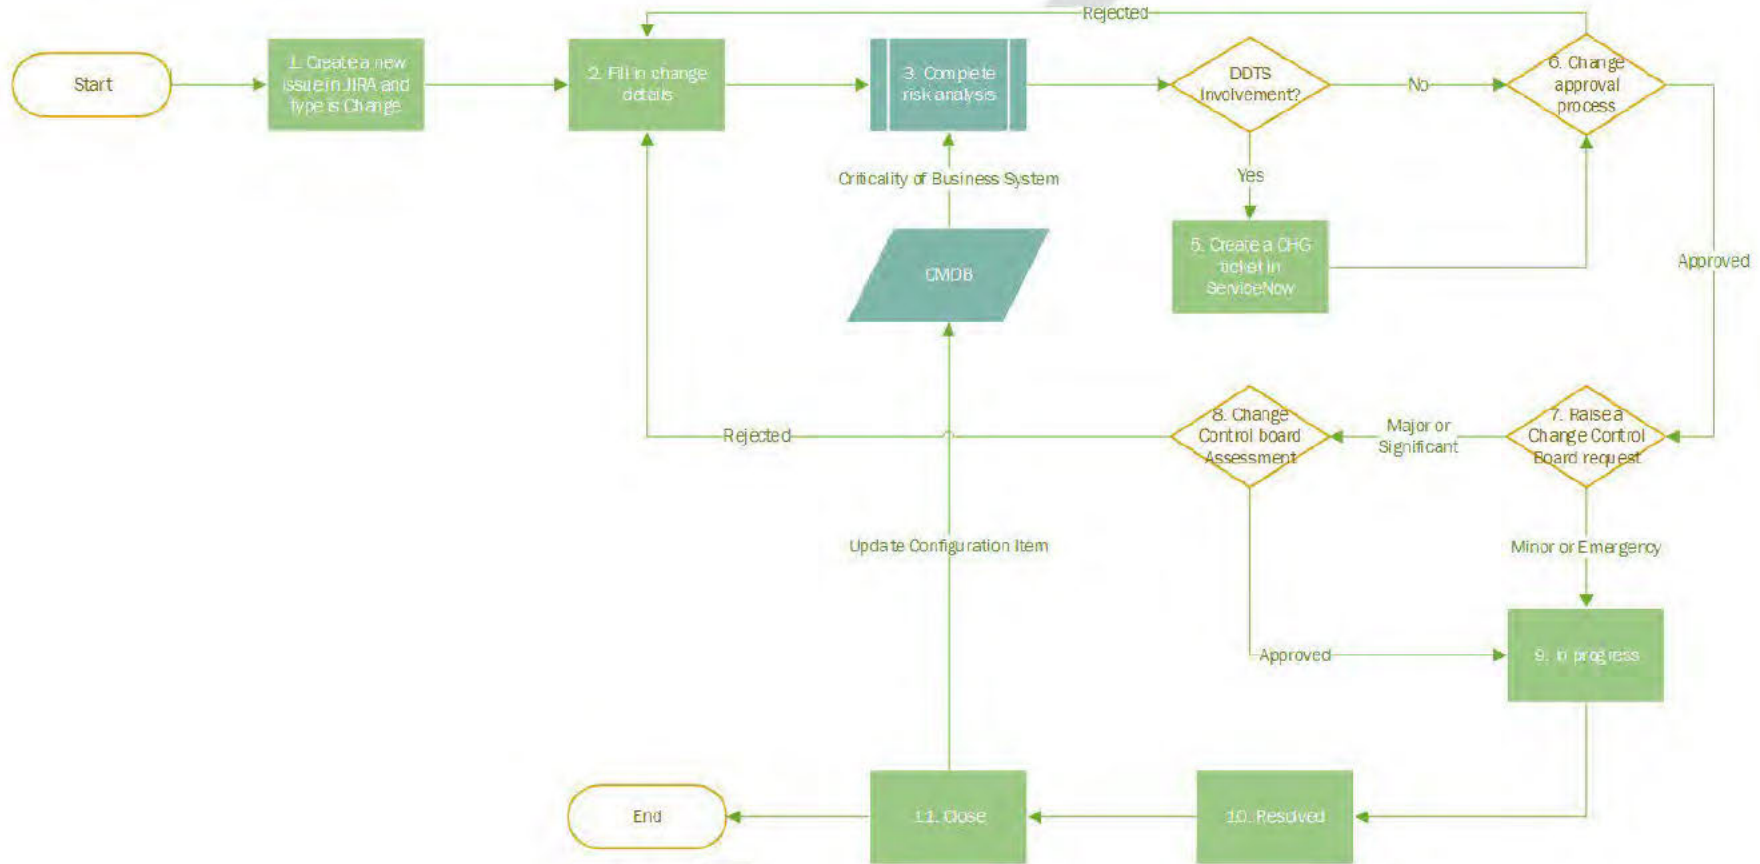 Rejected
Start
1. Create a new
issue in JIRA and
type is Change
2. Fill in change
details
3. Complete
risk analysis
DDTS
Involvement?
No
6. Change
approval
process
Criticality of Business System
Yes
CMDB
5. Create a CHG
ticket in
ServiceNow
Approved
Rejected
8. Change
Control board
Assessment
Major or
Significant
7. Raise a
Change Control
Board request
Update Configuration Item
Minor or Emergency
Approved
9. In progress
End
11. Close
10. Resolved